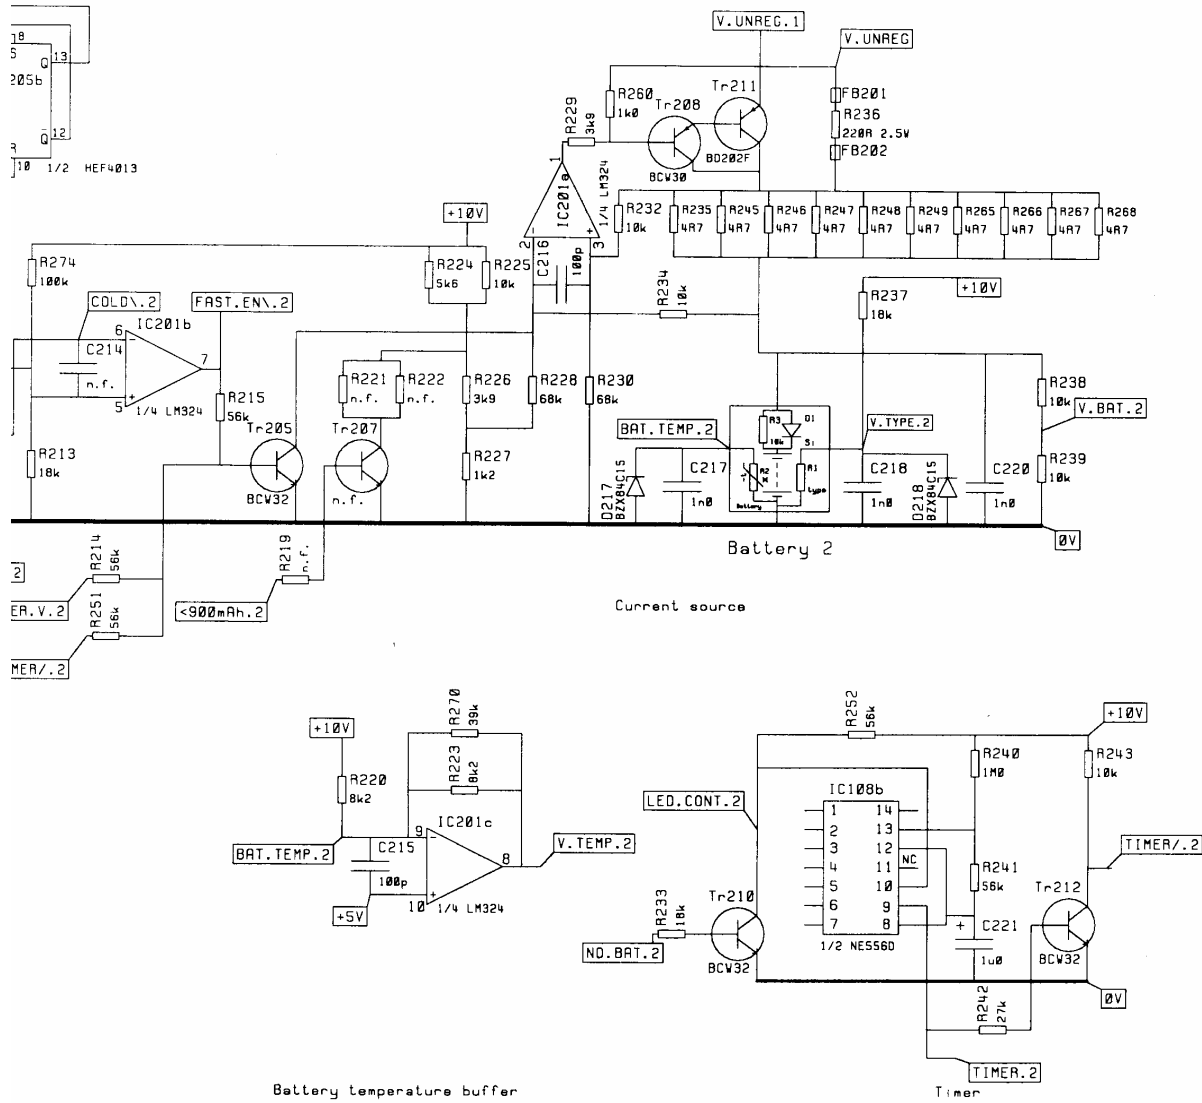 V.UNREG.1
V.UNREG
8
S
Q 13
205b
Q 12
R
10
1/2 HEF4013
R229
3k9
R260
1k0
Tr208
Tr211
BCW30
BD202F
FB201
R236
220R 2.5W
FB202
1
IC201a
1/4 LM324
2
-
+
3
C216
100p
R232
10k
R235
4R7
R245
4R7
R246
4R7
R247
4R7
R248
4R7
R249
4R7
R265
4R7
R266
4R7
R267
4R7
R268
4R7
+10V
R274
100k
R224
5k6
R225
10k
R234
10k
R237
18k
+10V
COLD\.2
FAST.EN\.2
IC201b
6
-
7
+
5
C214
n.f.
1/4 LM324
R215
56k
R221
n.f.
R222
n.f.
R226
3k9
R228
68k
R230
68k
R238
10k
V.BAT.2
R239
10k
R213
18k
Tr205
BCW32
Tr207
n.f.
R227
1k2
BAT.TEMP.2
V.TYPE.2
D217
BZX84C15
C217
1n0
R3
10k
D1
Si
-t
R2
R1
type
Battery
C218
1n0
D218
BZX84C15
C220
1n0
0V
Battery 2
R214
56k
R219
n.f.
2
ER.V.2
R251
56k
<900mAh.2
MER/.2
Current source
+10V
R220
8k2
R270
39k
R223
8k2
IC201c
9
-
8
+
10
BAT.TEMP.2
C215
100p
+5V
1/4 LM324
V.TEMP.2
R252
56k
+10V
R240
1M0
R243
10k
LED.CONT.2
IC108b
1 14
2 13
3 12
4 11 NC
5 10
6 9
7 8
1/2 NE556D
R241
56k
TIMER/.2
Tr210
BCW32
R233
18k
NO.BAT.2
+
C221
1u0
Tr212
BCW32
0V
R242
27k
TIMER.2
Battery temperature buffer
Timer